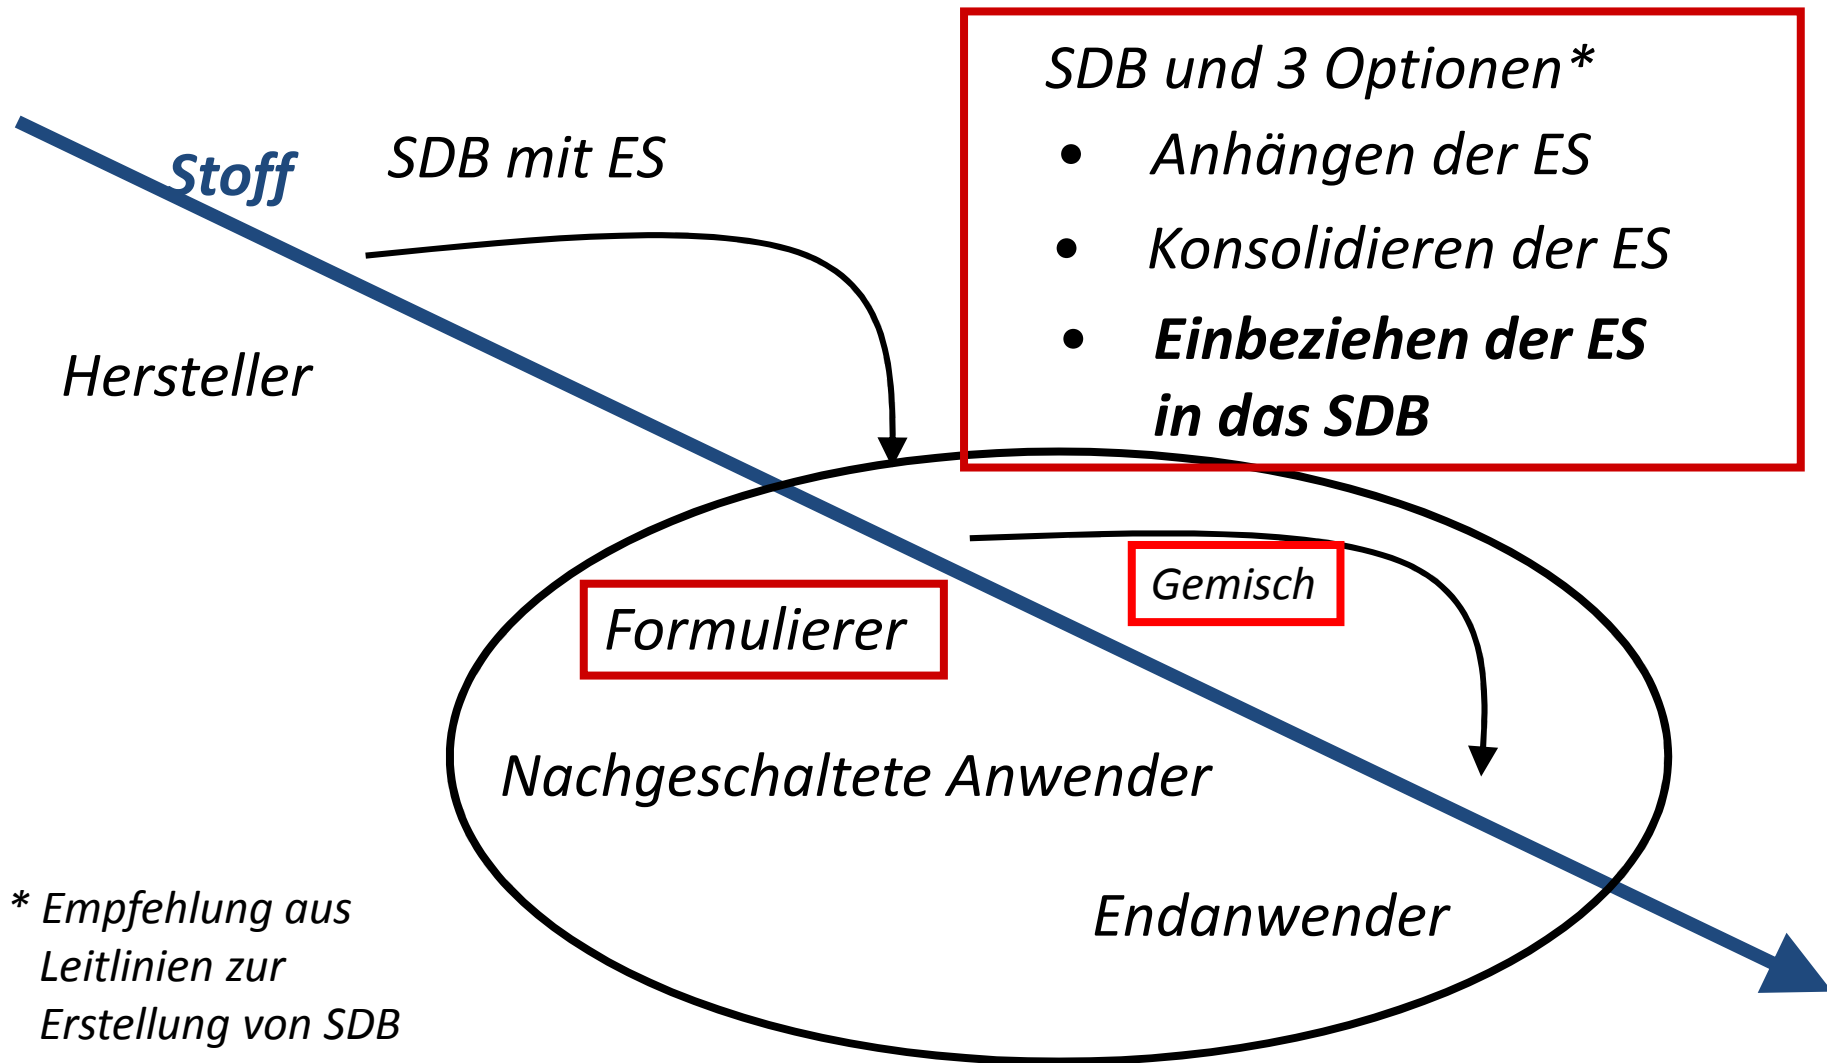 SDB und 3 Optionen*
• Anhängen der ES
• Konsolidieren der ES
• Einbeziehen der ES
in das SDB
Stoff
SDB mit ES
Hersteller
Formulierer
Gemisch
Nachgeschaltete Anwender
Endanwender
* Empfehlung aus
Leitlinien zur
Erstellung von SDB